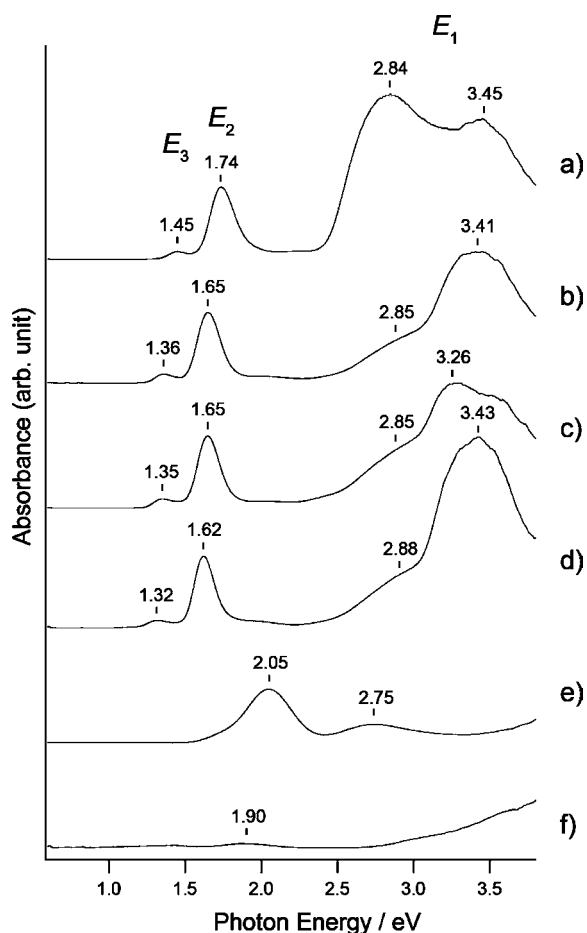 E1
2.84
3.45
E2
E3
1.74
1.45
a)
3.41
1.65
2.85
1.36
b)
3.26
1.65
2.85
3.43
1.35
c)
1.62
2.88
1.32
d)
2.05
2.75
e)
1.90
f)
Absorbance (arb. unit)
1.0 1.5 2.0 2.5 3.0 3.5
Photon Energy / eV